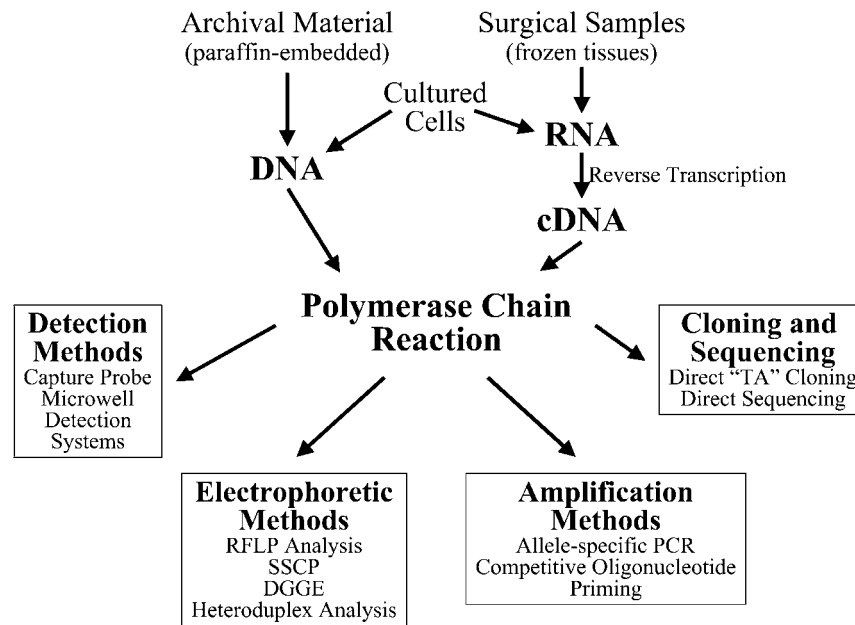 Archival Material
(paraffin-embedded)
Surgical Samples
(frozen tissues)
Cultured
Cells
DNA
RNA
Reverse Transcription
cDNA
Polymerase Chain
Reaction
Detection
Methods
Capture Probe
Microwell
Detection
Systems
Cloning and
Sequencing
Direct “TA” Cloning
Direct Sequencing
Electrophoretic
Methods
RFLP Analysis
SSCP
DGGE
Heteroduplex Analysis
Amplification
Methods
Allele-specific PCR
Competitive Oligonucleotide
Priming